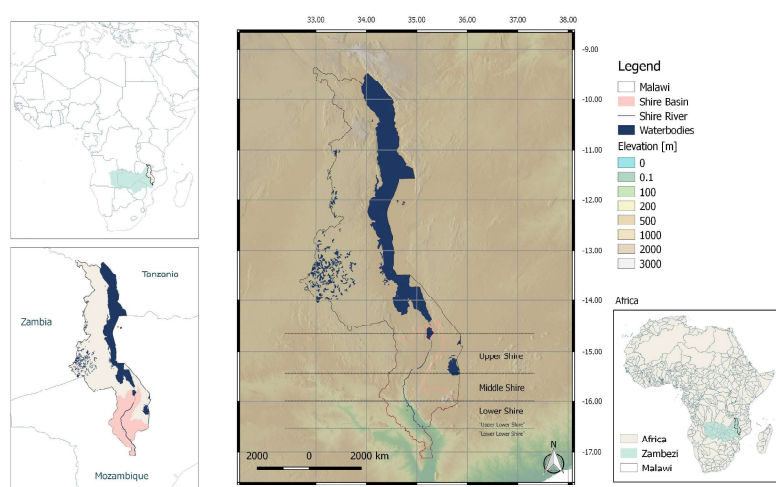 33.00 34.00 35.00 36.00 37.00 38.00
-9.00
-10.00
-11.00
-12.00
-13.00
-14.00
-15.00
-16.00
-17.00
Upper Shire
Middle Shire
Lower Shire
"Upper Lower Shire"
"Lower Lower Shire"
2000 0 2000 km
N
Tanzania
Zambia
Mozambique
Legend
Malawi
Shire Basin
Shire River
Waterbodies
Elevation [m]
0
0.1
100
200
500
1000
2000
3000
Africa
Africa
Zambezi
Malawi